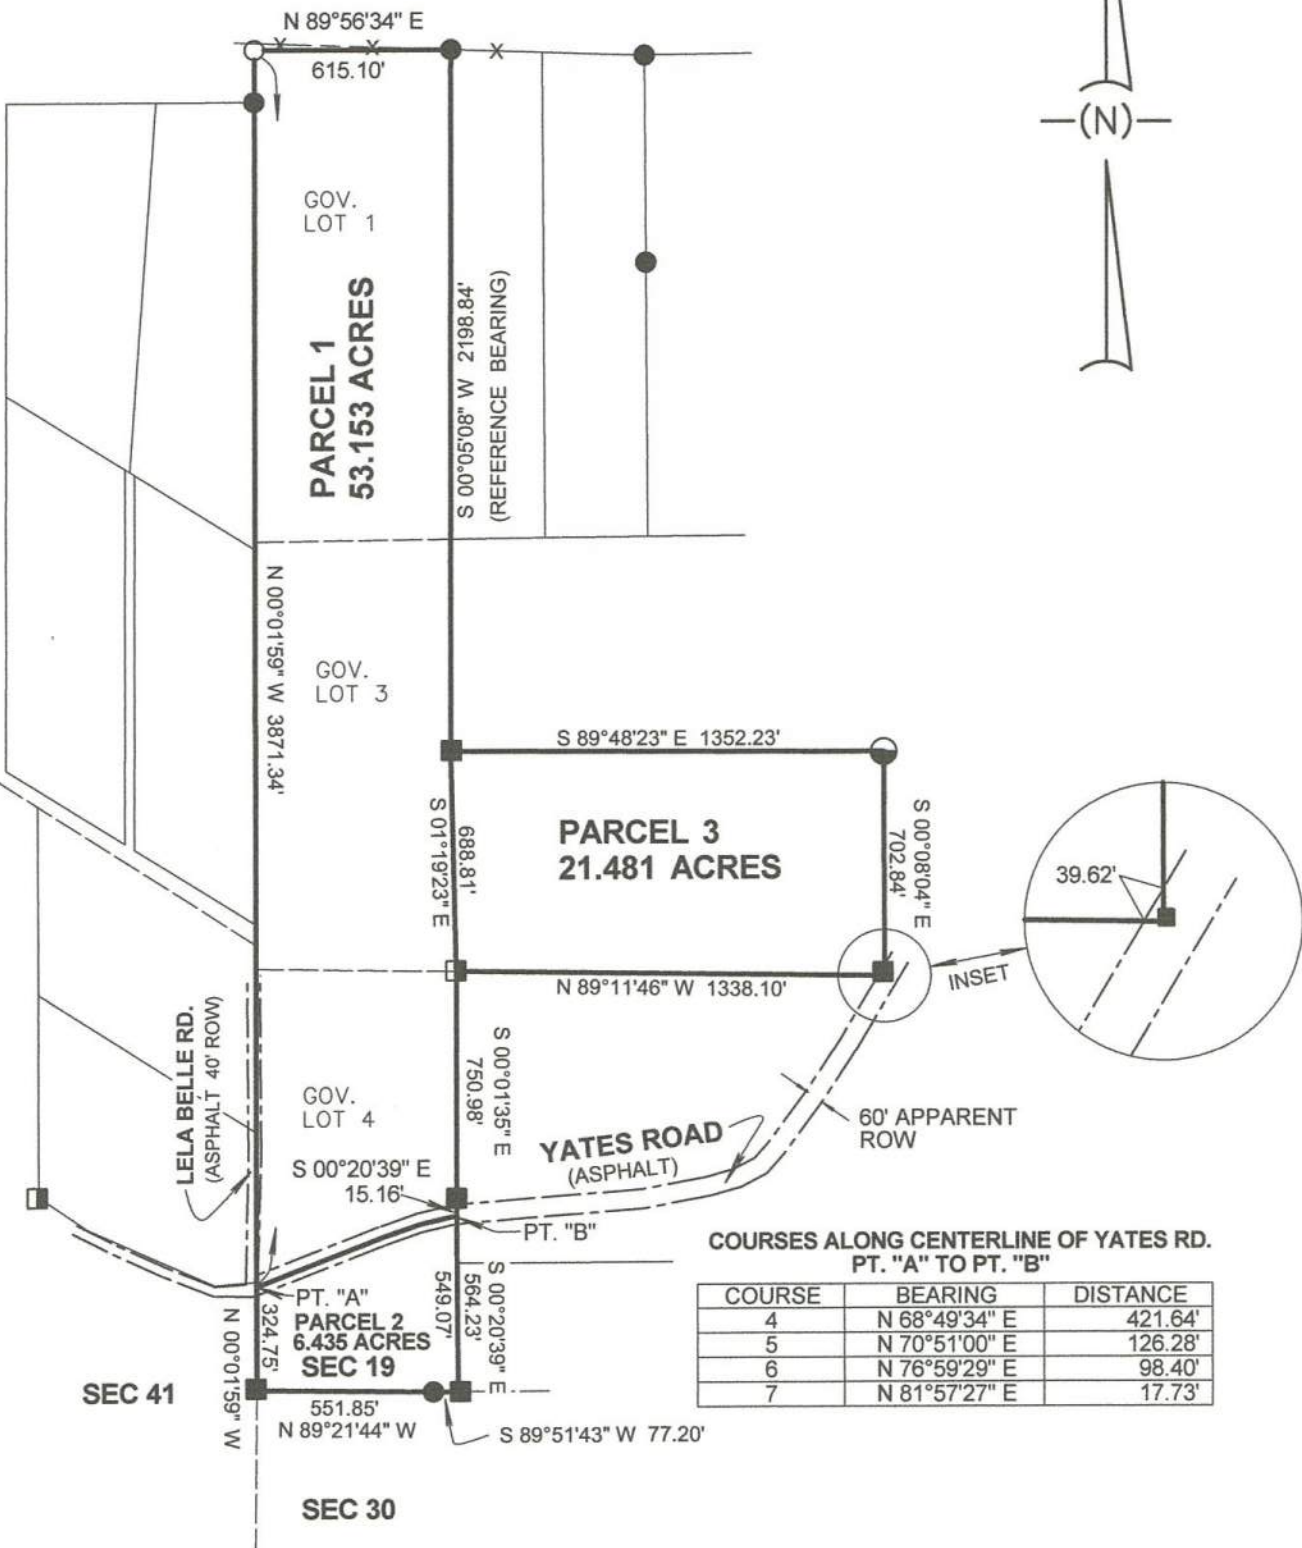 N 89°56'34" E
615.10'
X
X
X
(N)
GOV.
LOT 1
PARCEL 1
53.153 ACRES
S 00°05'08" W 2198.84'
(REFERENCE BEARING)
N 00°01'59" W 3871.34'
GOV.
LOT 3
S 89°48'23" E 1352.23'
688.81'
S 01°19'23" E
PARCEL 3
21.481 ACRES
S 00°08'04" E
702.84'
39.62'
INSET
N 89°11'46" W 1338.10'
LELA BELLE RD.
(ASPHALT 40' ROW)
GOV.
LOT 4
S 00°01'35" E
750.98'
S 00°20'39" E
15.16'
YATES ROAD
(ASPHALT)
60' APPARENT
ROW
PT. "B"
PT. "A"
324.75'
N 00°01'59" W
PARCEL 2
6.435 ACRES
SEC 19
S 00°20'39" E
564.23'
549.07'
SEC 41
551.85'
N 89°21'44" W
S 89°51'43" W 77.20'
SEC 30
COURSES ALONG CENTERLINE OF YATES RD.
PT. "A" TO PT. "B"
COURSE BEARING DISTANCE
4 N 68°49'34" E 421.64'
5 N 70°51'00" E 126.28'
6 N 76°59'29" E 98.40'
7 N 81°57'27" E 17.73'